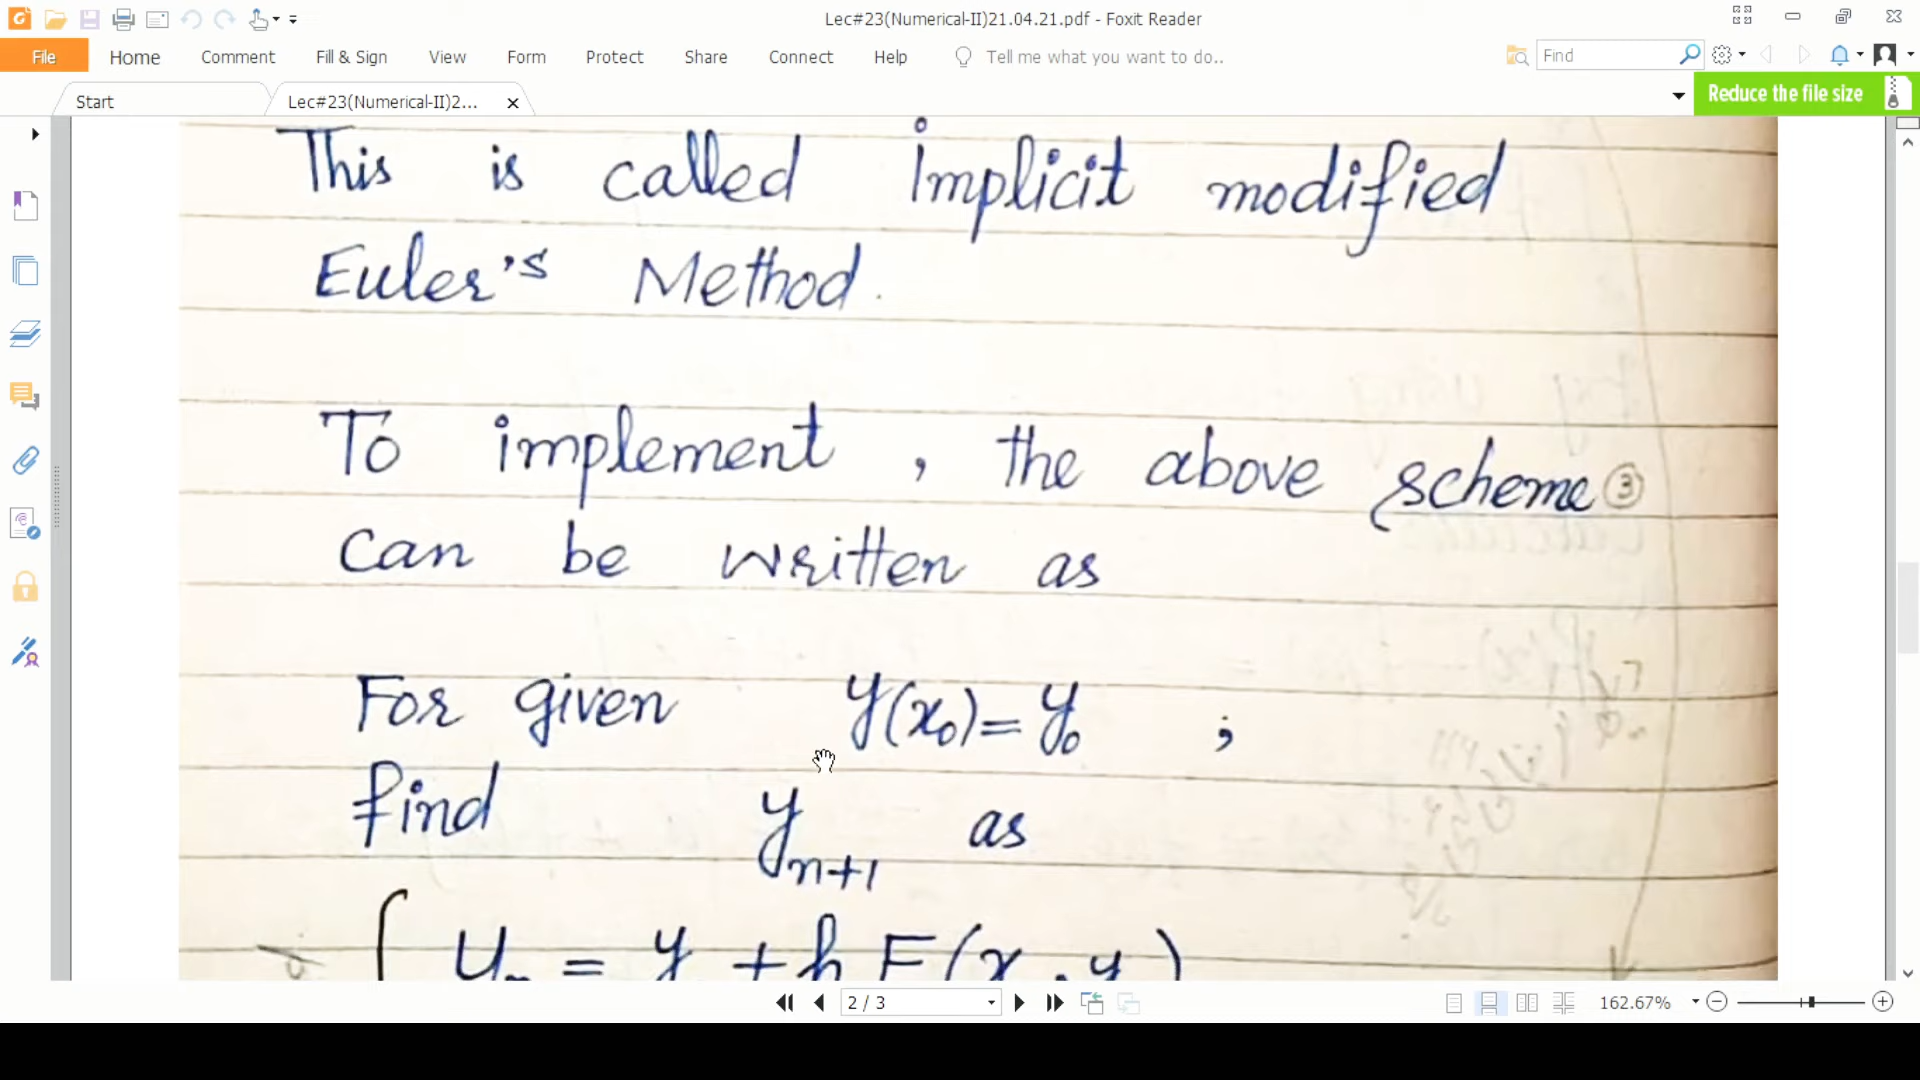 Lec#23(Numerical-II)21.04.21.pdf - Foxit Reader
File Home Comment Fill & Sign View Form Protect Share Connect Help Tell me what you want to do.. Find
Start Lec#23(Numerical-II)2...
Reduce the file size
This is called Implicit modified
Euler's Method.
To implement, the above scheme ③
can be written as
For given y(x₀)=y₀ ;
find yₙ₊₁ as
= y + h F(x , y )
2 / 3
162.67%